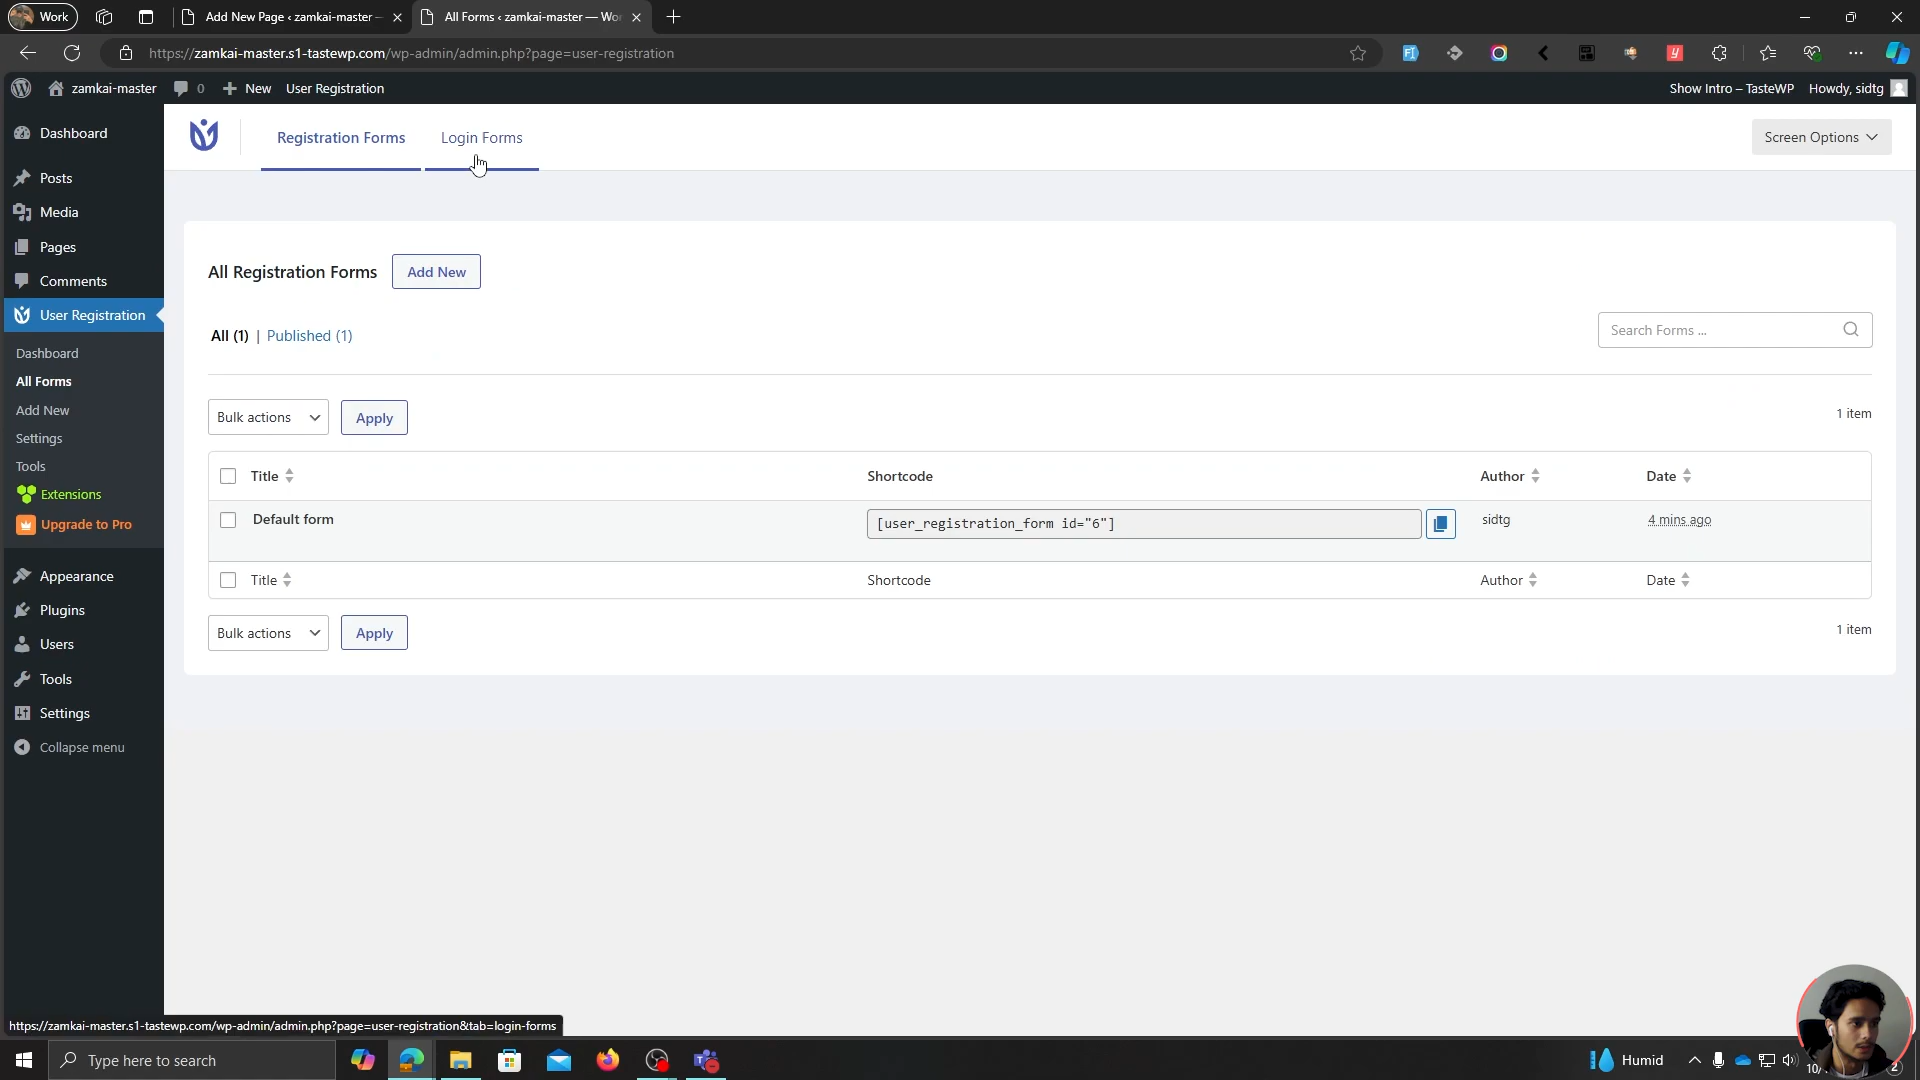 Work
Add New Page ‹ zamkai-master —
All Forms ‹ zamkai-master — Wor
https://zamkai-master.s1-tastewp.com/wp-admin/admin.php?page=user-registration
zamkai-master
0
New
User Registration
Show Intro – TasteWP
Howdy, sidtg
Dashboard
Posts
Media
Pages
Comments
User Registration
Dashboard
All Forms
Add New
Settings
Tools
Extensions
Upgrade to Pro
Appearance
Plugins
Users
Tools
Settings
Collapse menu
Registration Forms
Login Forms
Screen Options
All Registration Forms
Add New
All (1) | Published (1)
Search Forms ...
Bulk actions
Apply
1 item
Title
Shortcode
Author
Date
Default form
[user_registration_form id="6"]
sidtg
4 mins ago
Title
Shortcode
Author
Date
Bulk actions
Apply
1 item
https://zamkai-master.s1-tastewp.com/wp-admin/admin.php?page=user-registration&tab=login-forms
Type here to search
Humid
10/
2